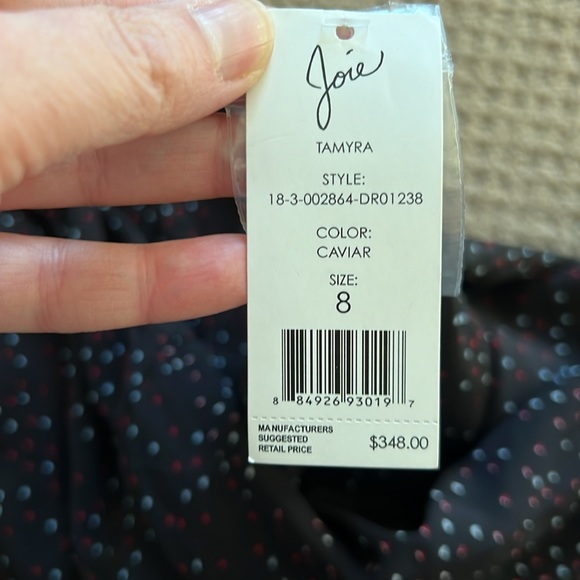 Joie
TAMYRA
STYLE:
18-3-002864-DR01238
COLOR:
CAVIAR
SIZE:
8
8 84926 93019 7
MANUFACTURERS
SUGGESTED
RETAIL PRICE
$348.00